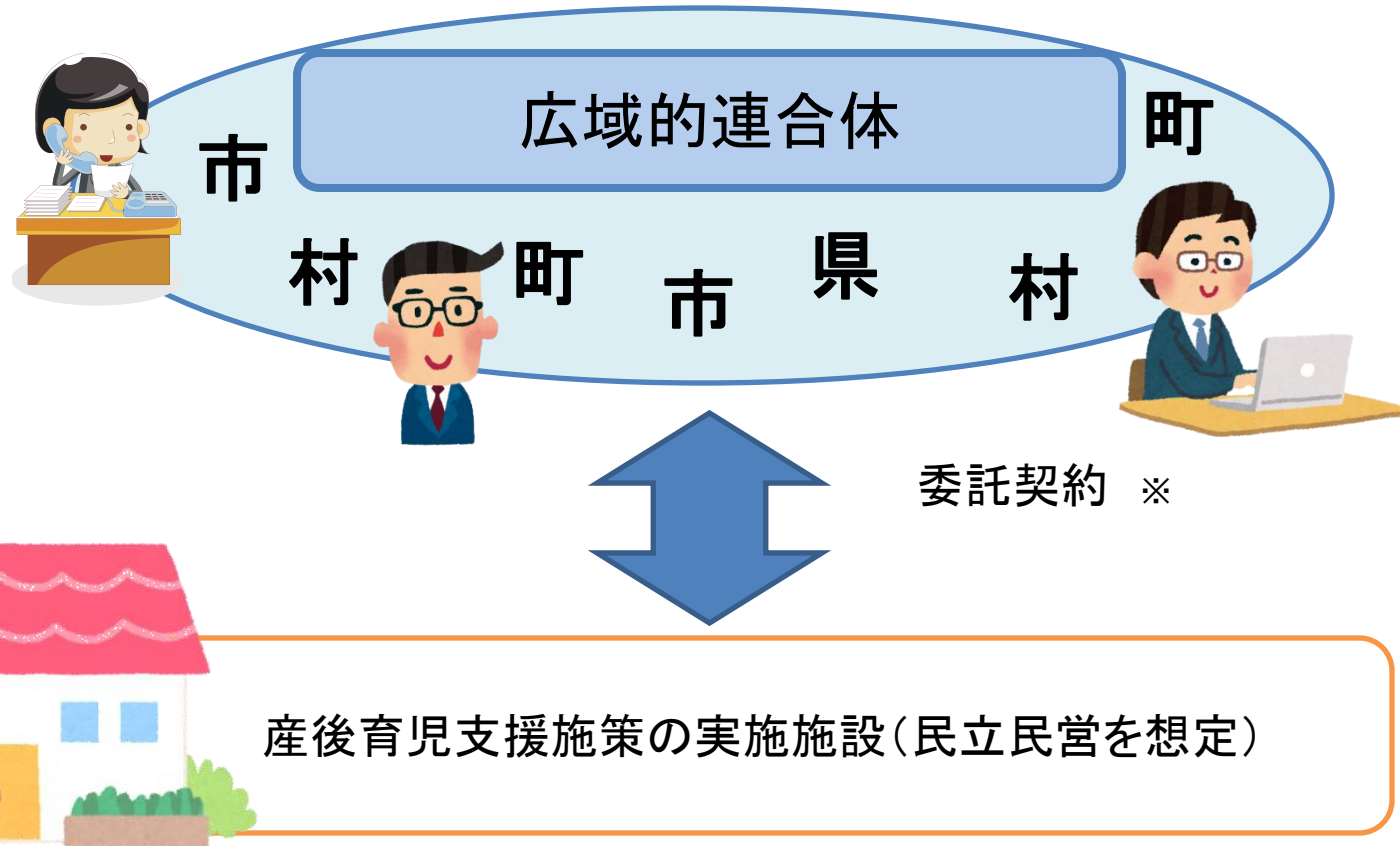 広域的連合体
市
町
村
町
市
県
村
委託契約 ※
産後育児支援施策の実施施設(民立民営を想定)